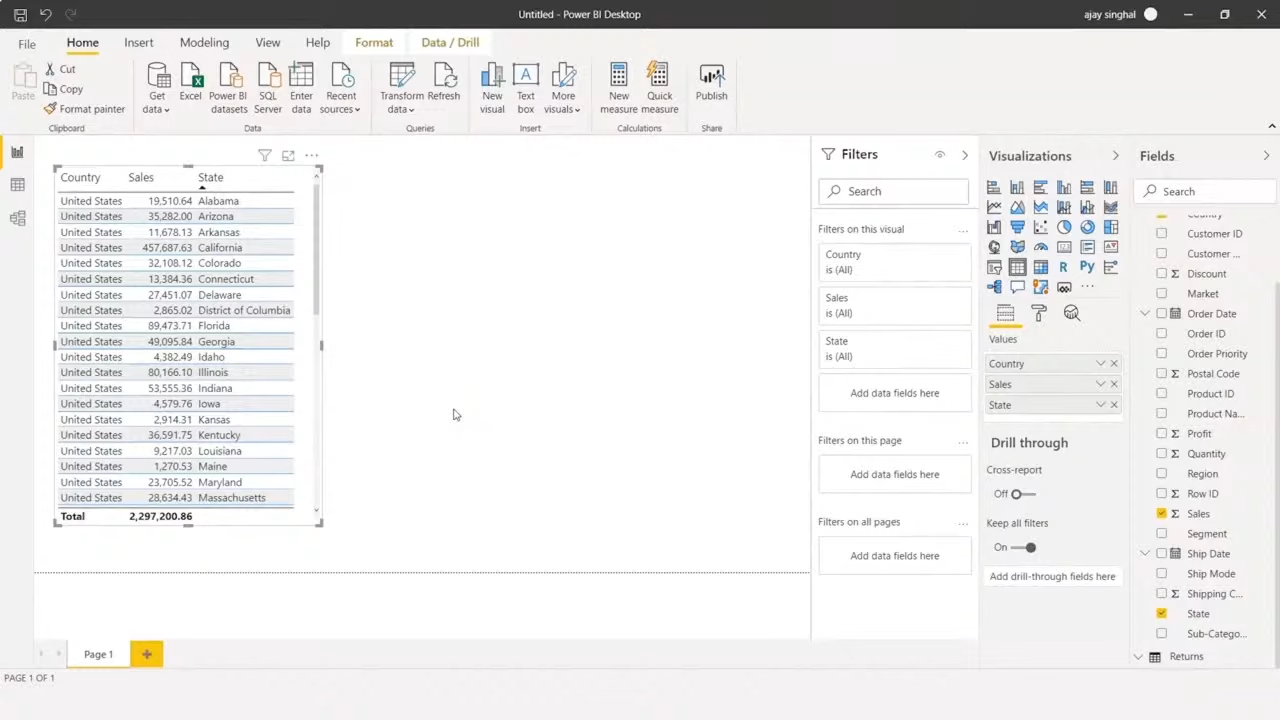 Untitled - Power BI Desktop
ajay singhal
File
Home
Insert
Modeling
View
Help
Format
Data / Drill
Paste
Cut
Copy
Format painter
Clipboard
Get data
Excel
Power BI datasets
SQL Server
Enter data
Recent sources
Data
Transform data
Refresh
Queries
New visual
Text box
More visuals
Insert
New measure
Quick measure
Calculations
Publish
Share
Country Sales State
United States 19,510.64 Alabama
United States 35,282.00 Arizona
United States 11,678.13 Arkansas
United States 457,687.63 California
United States 32,108.12 Colorado
United States 13,384.36 Connecticut
United States 27,451.07 Delaware
United States 2,865.02 District of Columbia
United States 89,473.71 Florida
United States 49,095.84 Georgia
United States 4,382.49 Idaho
United States 80,166.10 Illinois
United States 53,555.36 Indiana
United States 4,579.76 Iowa
United States 2,914.31 Kansas
United States 36,591.75 Kentucky
United States 9,217.03 Louisiana
United States 1,270.53 Maine
United States 23,705.52 Maryland
United States 28,634.43 Massachusetts
Total 2,297,200.86
Filters
Search
Filters on this visual
Country
is (All)
Sales
is (All)
State
is (All)
Add data fields here
Filters on this page
Add data fields here
Filters on all pages
Add data fields here
Visualizations
R
Py
Values
Country
Sales
State
Drill through
Cross-report
Off
Keep all filters
On
Add drill-through fields here
Fields
Search
Country
Customer ID
Customer ...
Discount
Market
Order Date
Order ID
Order Priority
Postal Code
Product ID
Product Na...
Profit
Quantity
Region
Row ID
Sales
Segment
Ship Date
Ship Mode
Shipping C...
State
Sub-Catego...
Returns
Page 1
PAGE 1 OF 1